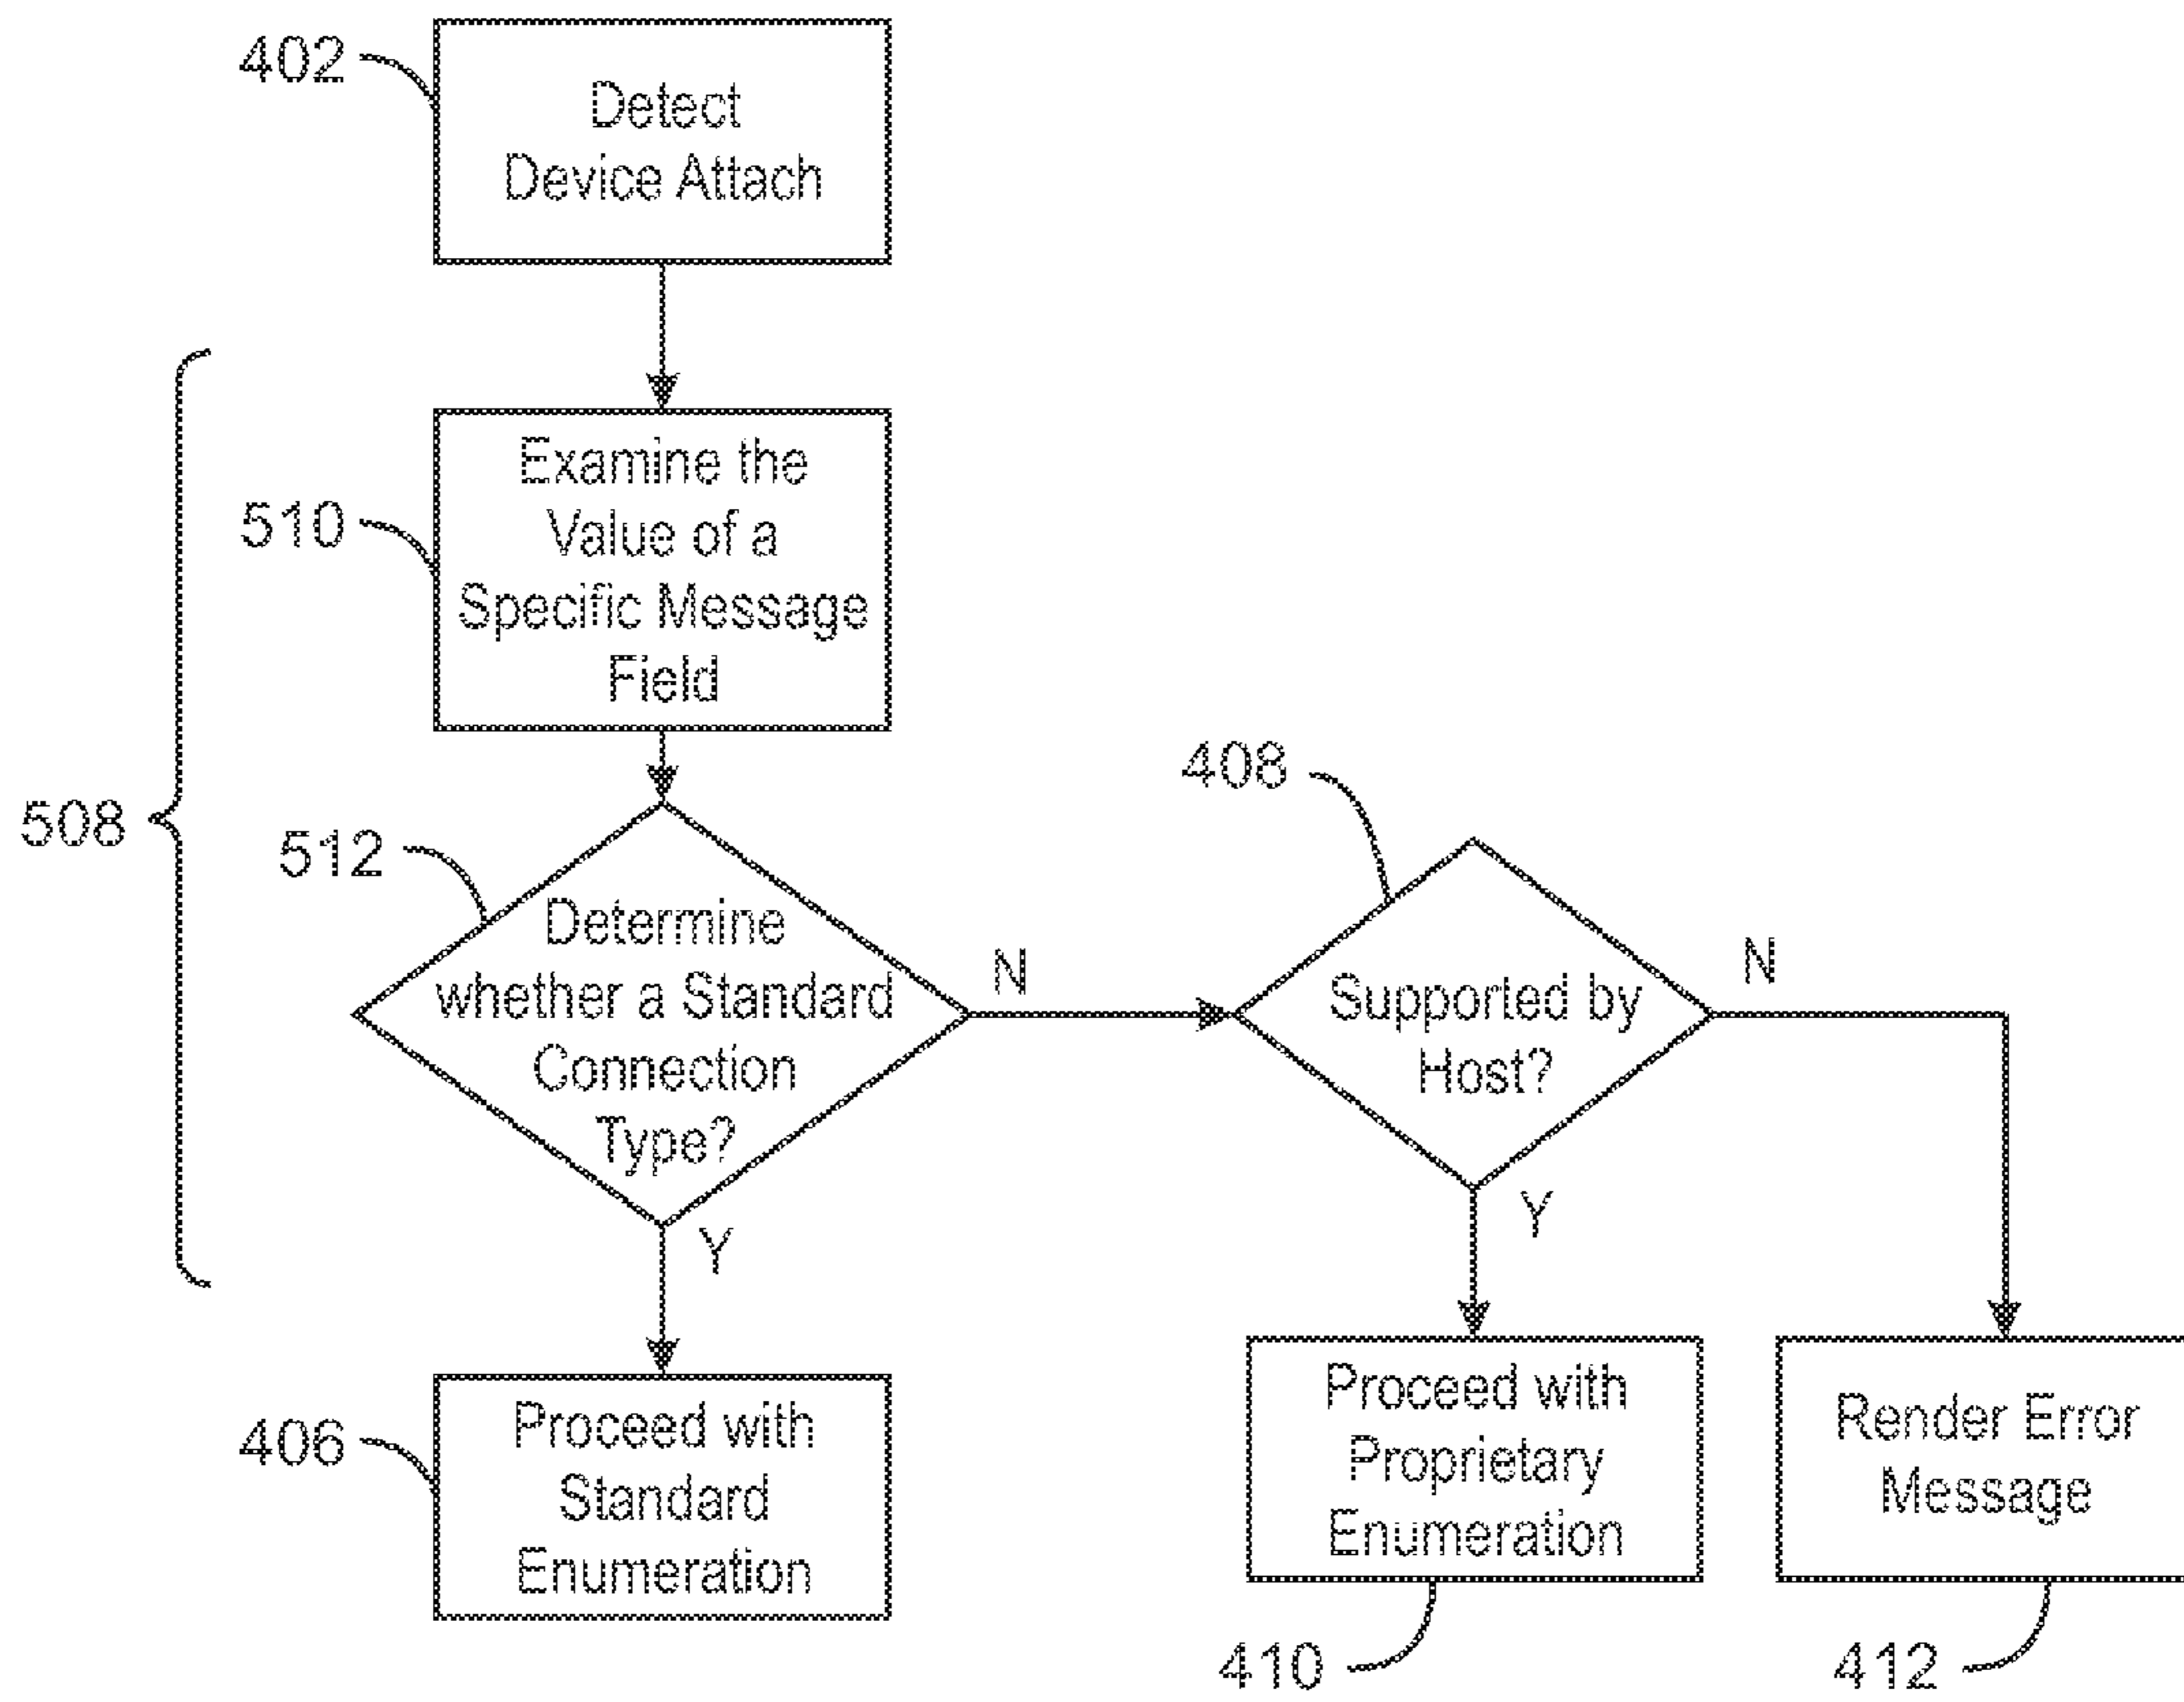 402
Detect
Device Attach
510
Examine the
Value of a
Specific Message
Field
508
512
Determine
whether a Standard
Connection
Type?
N
Y
408
Supported by
Host?
N
Y
406
Proceed with
Standard
Enumeration
Proceed with
Proprietary
Enumeration
410
Render Error
Message
412